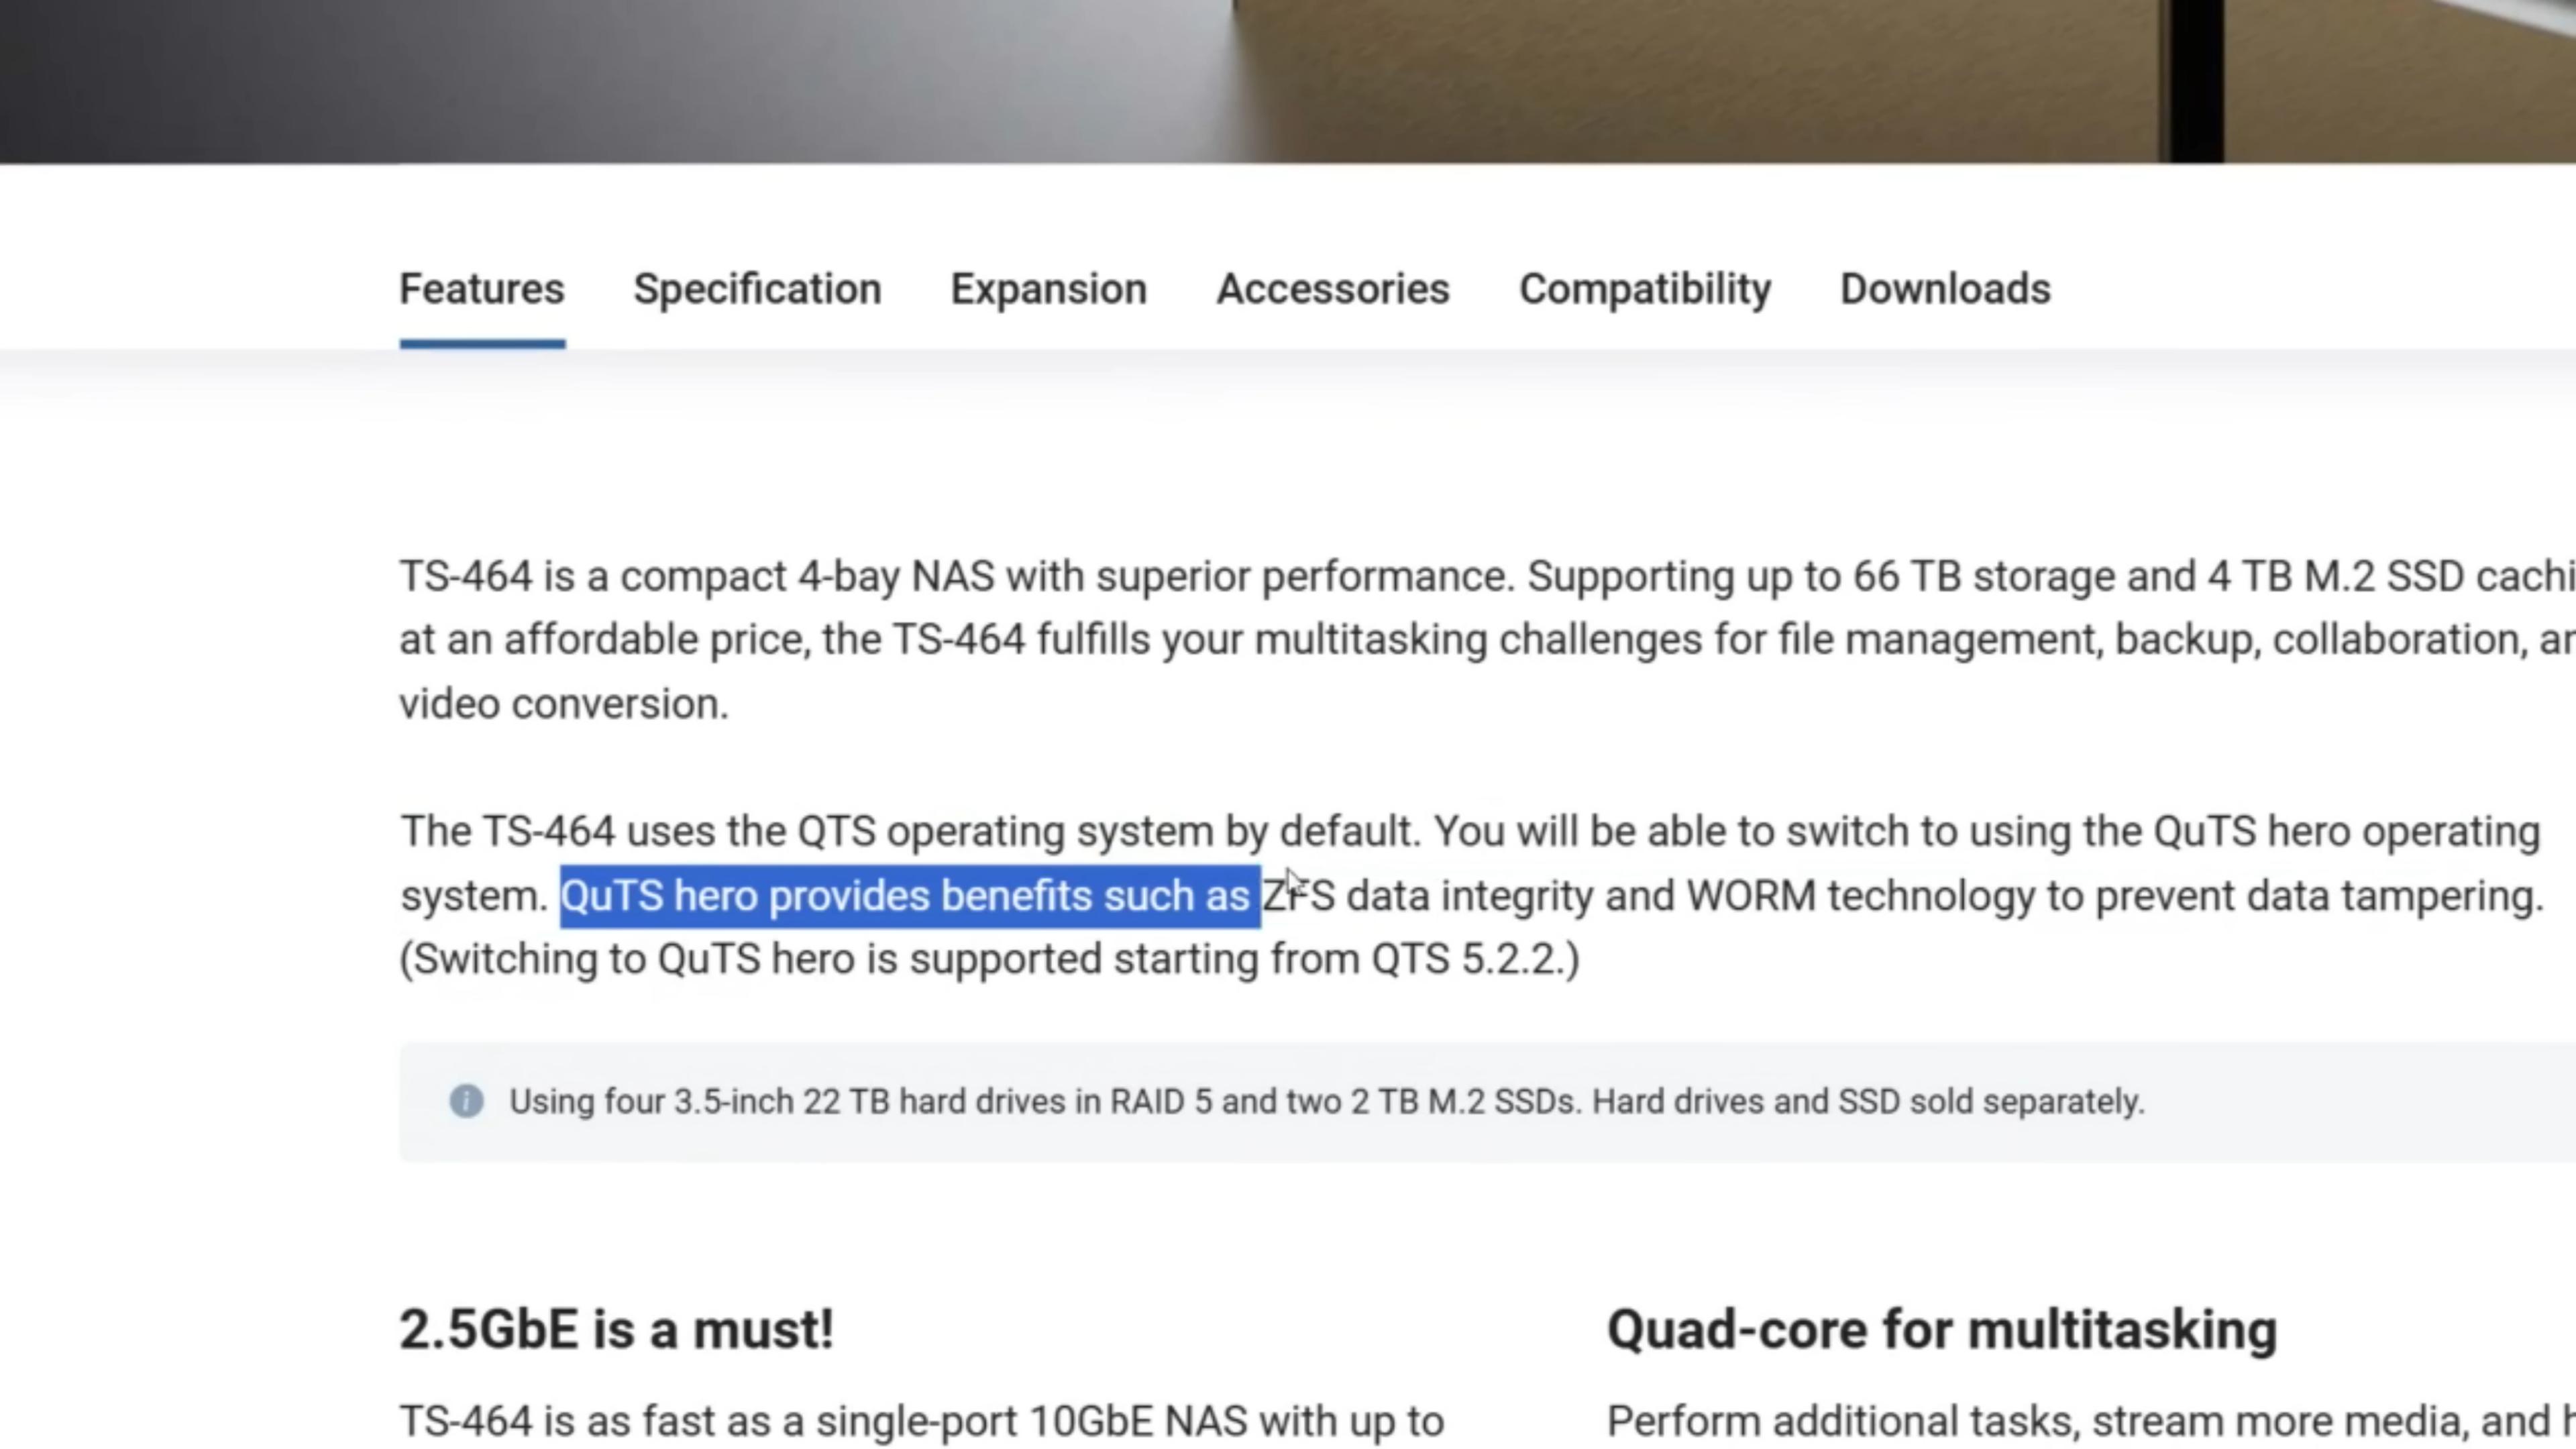 Features Specification Expansion Accessories Compatibility Downloads
TS-464 is a compact 4-bay NAS with superior performance. Supporting up to 66 TB storage and 4 TB M.2 SSD
at an affordable price, the TS-464 fulfills your multitasking challenges for file management, backup, collaboration,
video conversion.
The TS-464 uses the QTS operating system by default. You will be able to switch to using the QuTS hero operating
system. QuTS hero provides benefits such as ZFS data integrity and WORM technology to prevent data tampering.
(Switching to QuTS hero is supported starting from QTS 5.2.2.)
Using four 3.5-inch 22 TB hard drives in RAID 5 and two 2 TB M.2 SSDs. Hard drives and SSD sold separately.
2.5GbE is a must!
TS-464 is as fast as a single-port 10GbE NAS with up to
Quad-core for multitasking
Perform additional tasks, stream more media, and